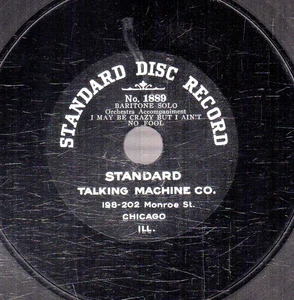 STANDARD DISC RECORD
No. 1889
BARITONE SOLO
Orchestra Accompaniment
I MAY BE CRAZY BUT I AIN'T
NO FOOL
STANDARD
TALKING MACHINE CO.
198-202 Monroe St.
CHICAGO
ILL.